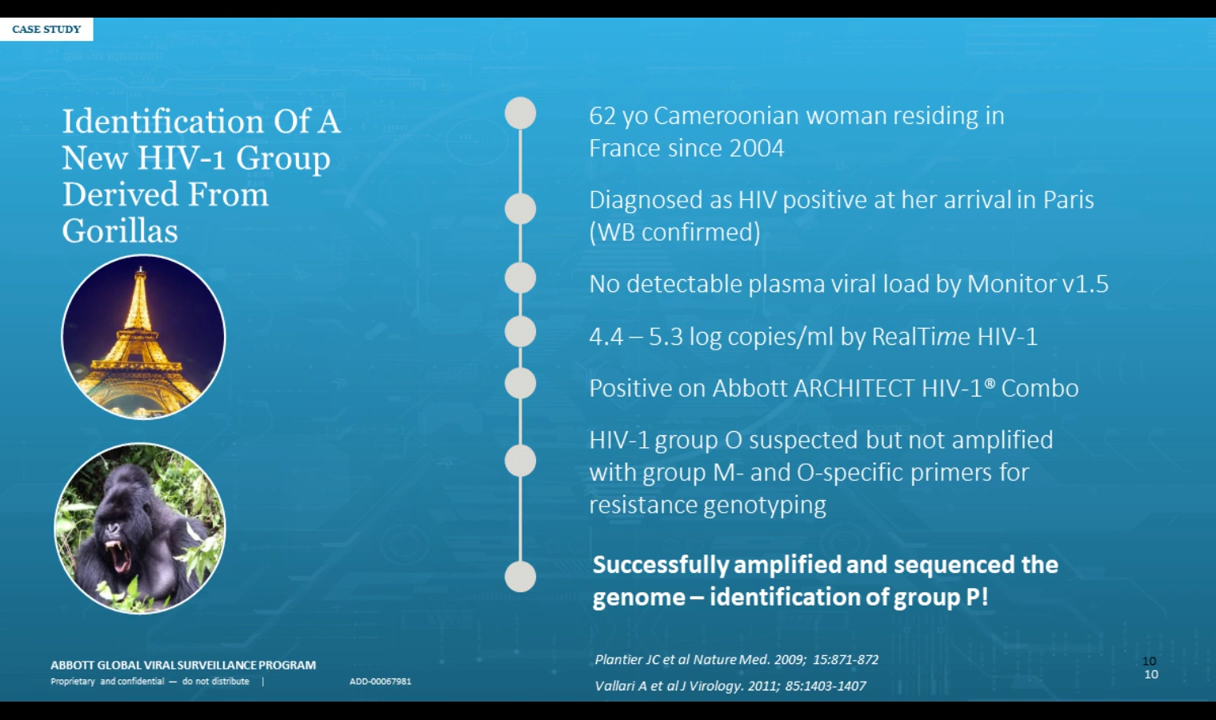 CASE STUDY
Identification Of A
New HIV-1 Group
Derived From
Gorillas
62 yo Cameroonian woman residing in
France since 2004
Diagnosed as HIV positive at her arrival in Paris
(WB confirmed)
No detectable plasma viral load by Monitor v1.5
4.4 – 5.3 log copies/ml by RealTime HIV-1
Positive on Abbott ARCHITECT HIV-1® Combo
HIV-1 group O suspected but not amplified
with group M- and O-specific primers for
resistance genotyping
Successfully amplified and sequenced the
genome – identification of group P!
Plantier JC et al Nature Med. 2009; 15:871-872
Vallari A et al J Virology. 2011; 85:1403-1407
ABBOTT GLOBAL VIRAL SURVEILLANCE PROGRAM
Proprietary and confidential — do not distribute | ADD-00067981
10
10